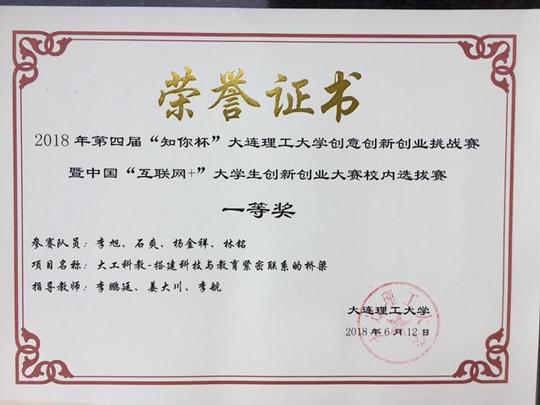 荣誉证书
2018年第四届“知你杯”大连理工大学创意创新创业挑战赛
暨中国“互联网+”大学生创新创业大赛校内选拔赛
一等奖
参赛队员：李旭、石爽、杨金祥、林铭
项目名称：大工科教-搭建科技与教育紧密联系的桥梁
指导教师：李鹏廷、姜大川、李航
大连理工大学
2018年6月12日